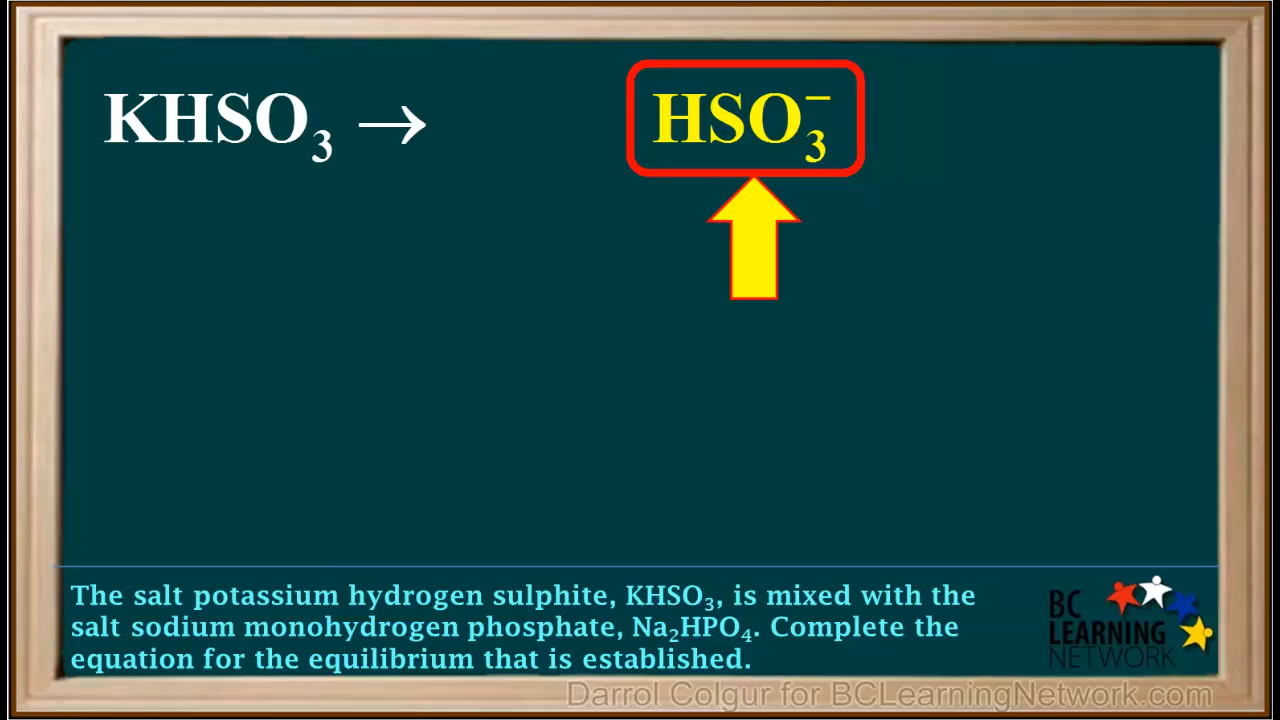 KHSO₃ → HSO₃⁻
The salt potassium hydrogen sulphite, KHSO₃, is mixed with the
salt sodium monohydrogen phosphate, Na₂HPO₄. Complete the
equation for the equilibrium that is established.
BC
LEARNING
NETWORK
Darrol Colgur for BCLearningNetwork.com